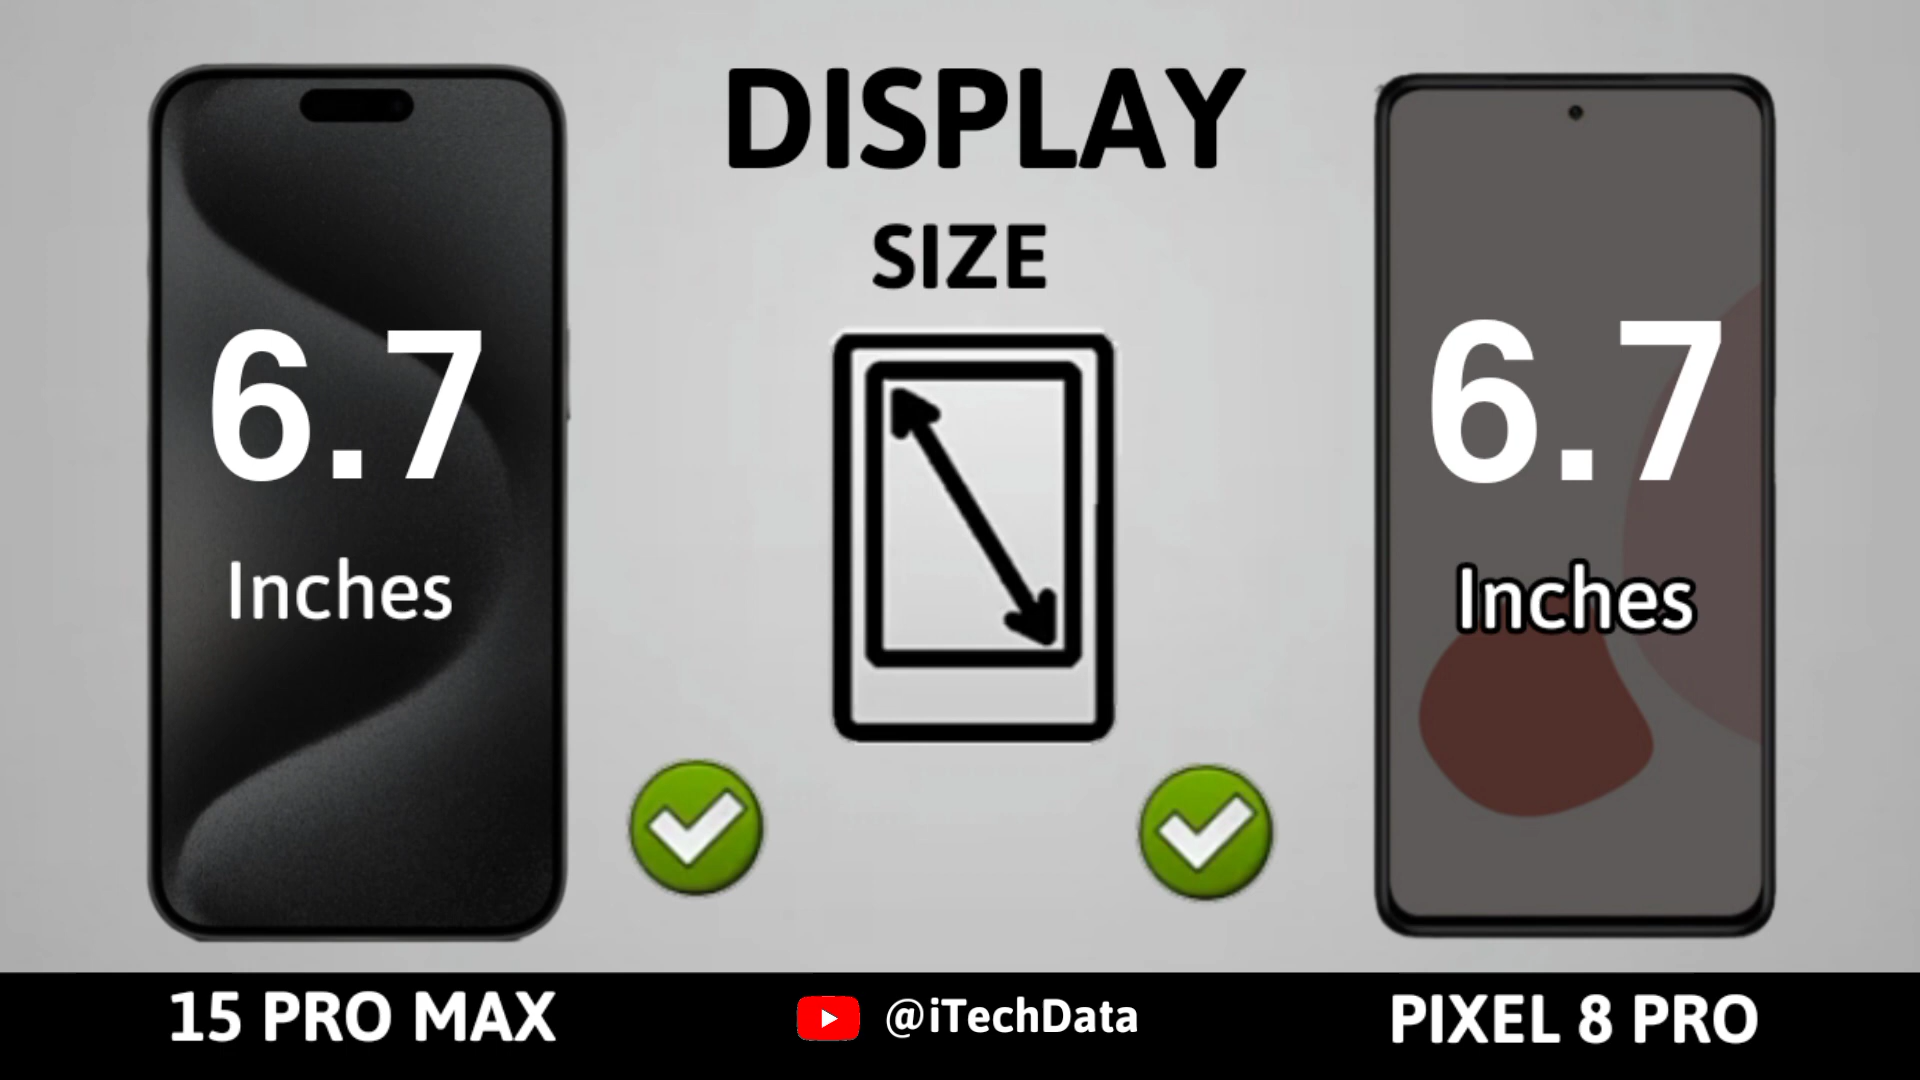 DISPLAY
SIZE
6.7
Inches
6.7
Inches
15 PRO MAX
@iTechData
PIXEL 8 PRO